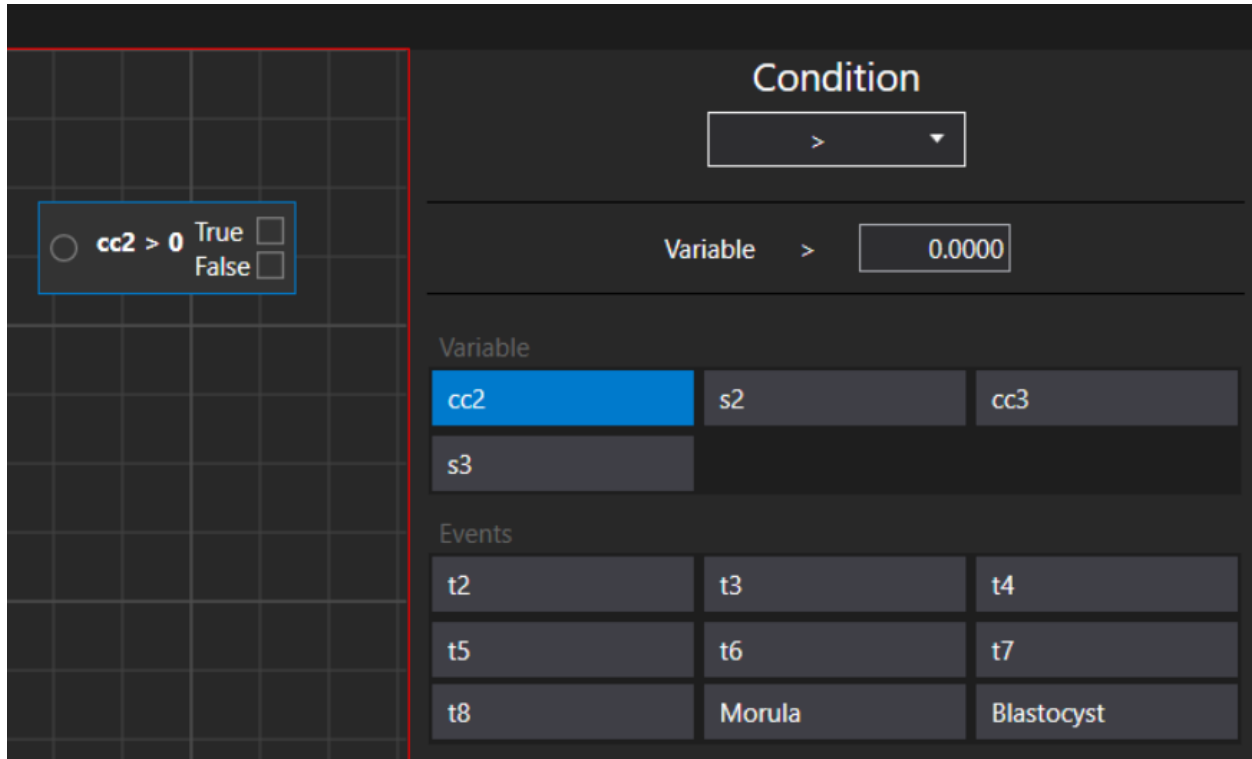 Condition
>
cc2 > 0 True
False
Variable > 0.0000
Variable
cc2 s2 cc3
s3
Events
t2 t3 t4
t5 t6 t7
t8 Morula Blastocyst